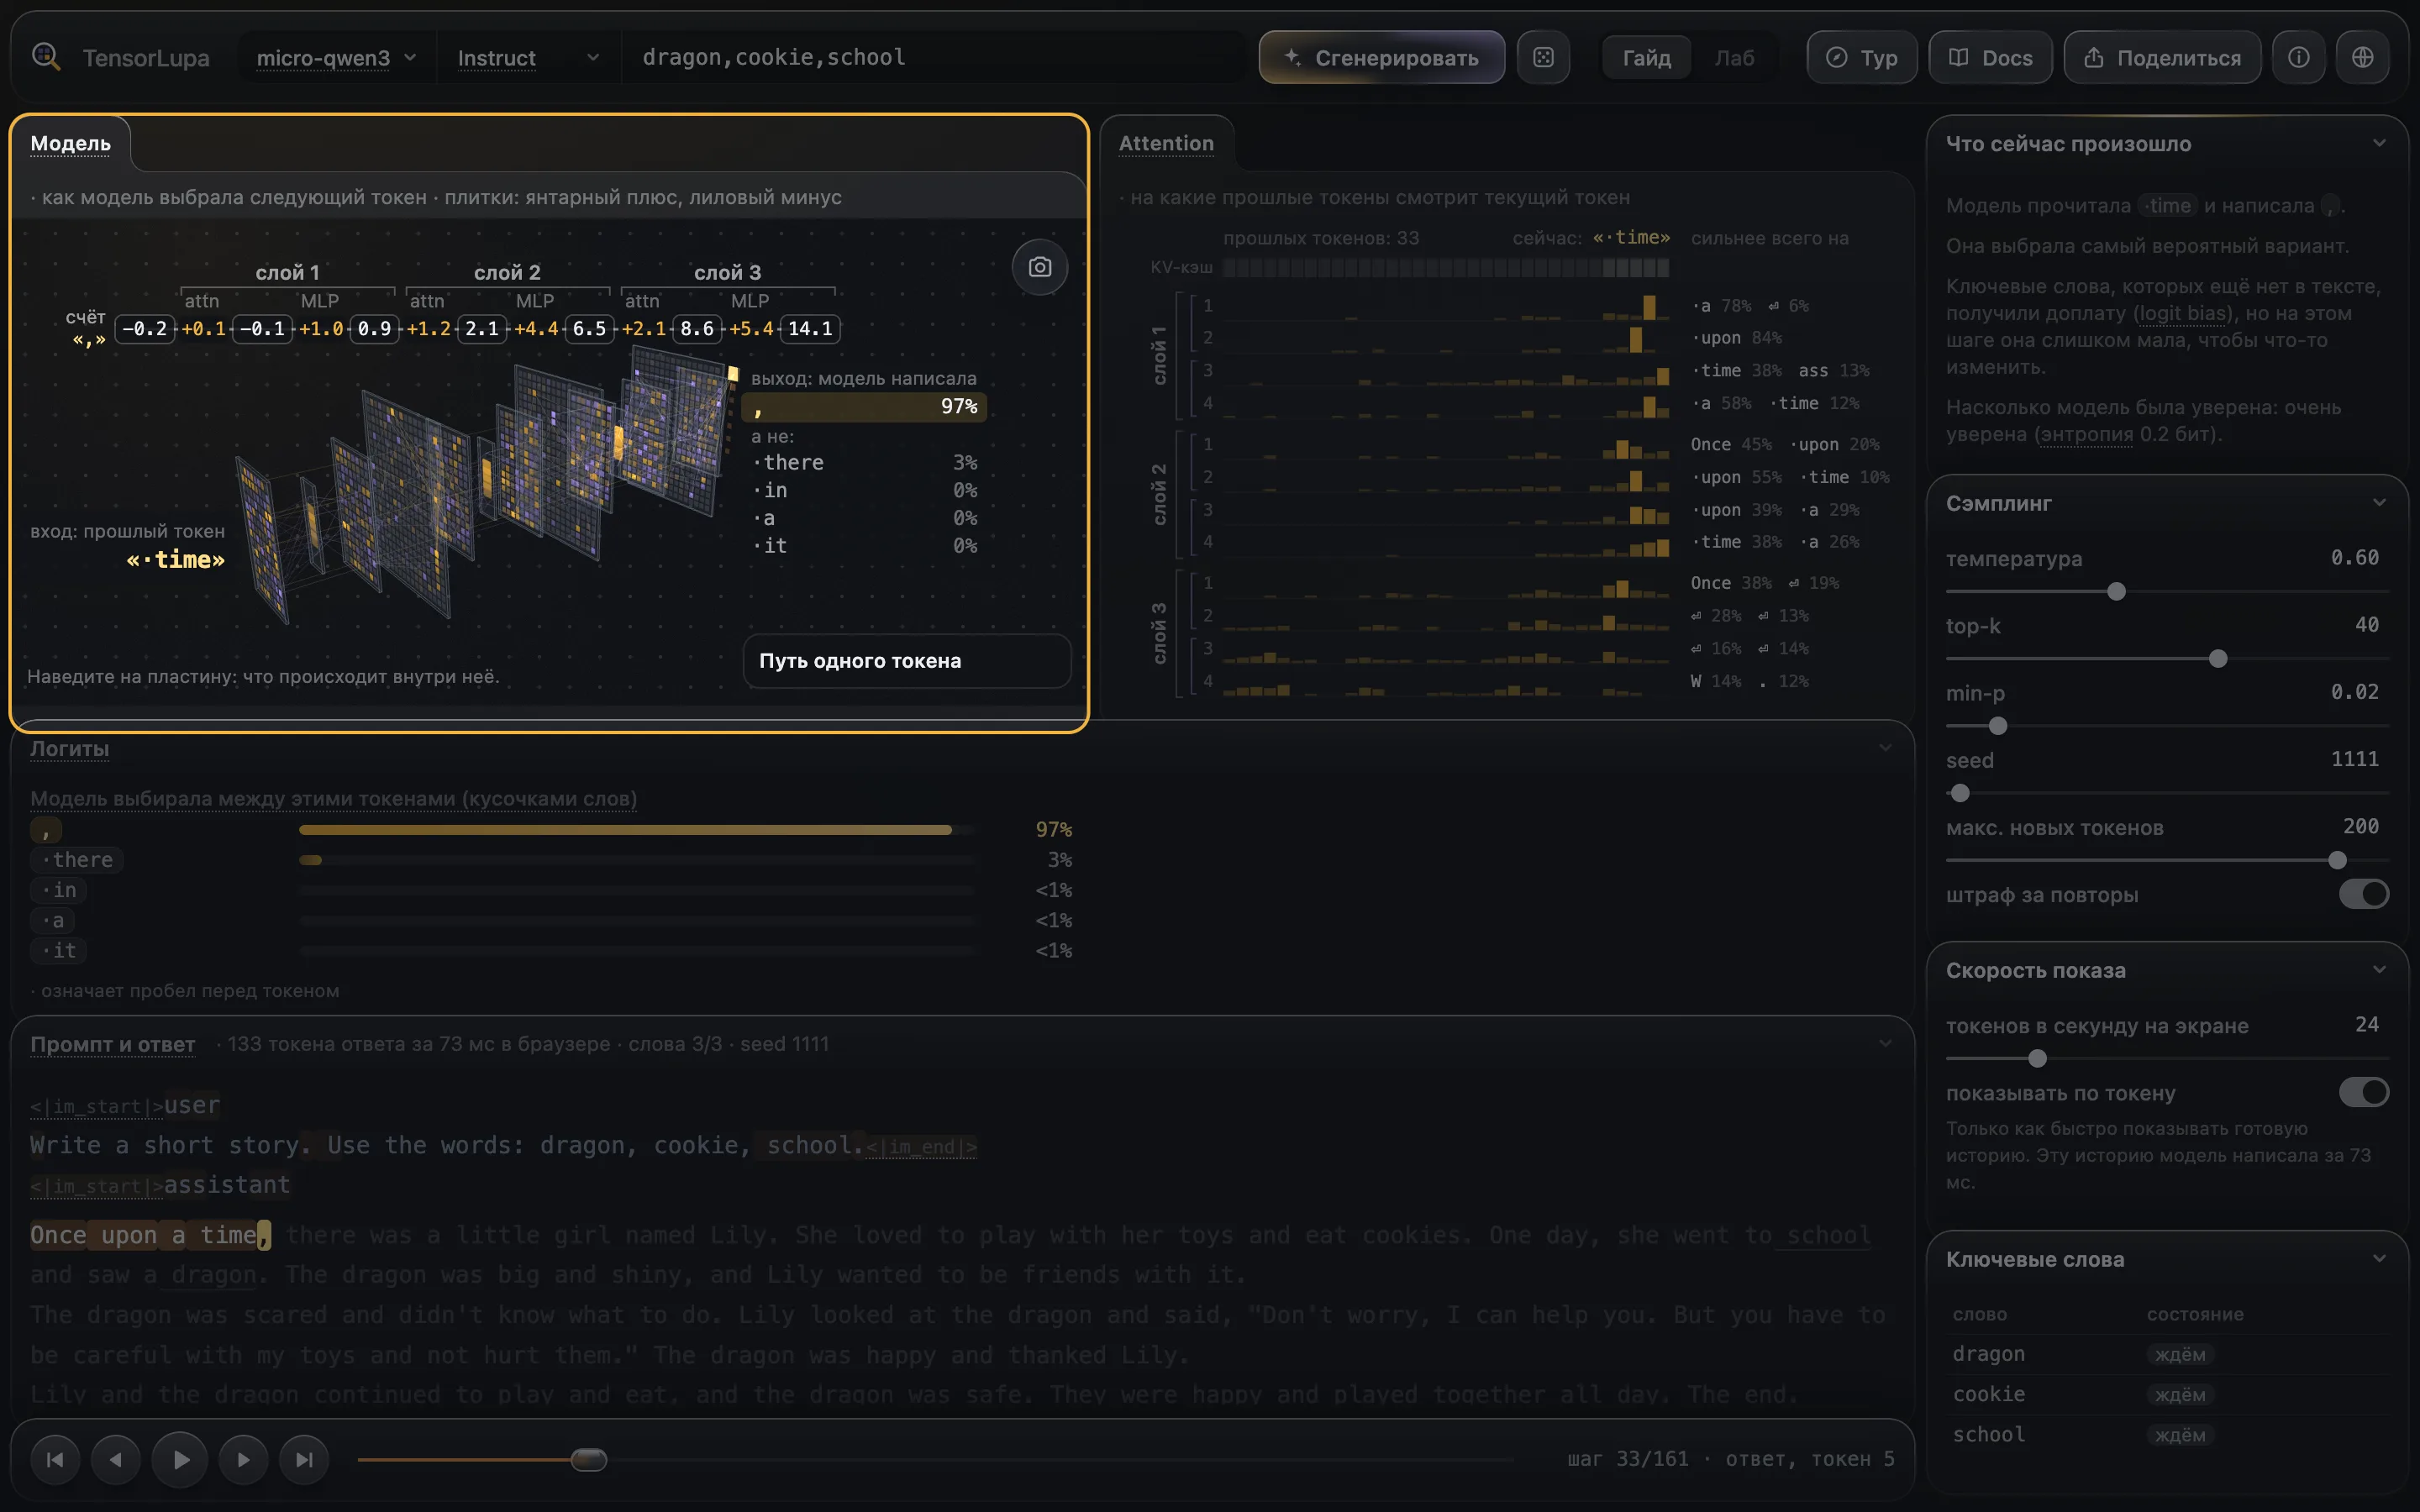 TensorLupa micro-qwen3 Instruct dragon,cookie,school Сгенерировать Гайд Лаб Тур Docs Поделиться
Модель
· как модель выбрала следующий токен · плитки: янтарный плюс, лиловый минус
слой 1 слой 2 слой 3
attn MLP attn MLP attn MLP
счёт «,» −0.2 +0.1 −0.1 +1.0 0.9 +1.2 2.1 +4.4 6.5 +2.1 8.6 +5.4 14.1
выход: модель написала
, 97%
а не:
·there 3%
·in 0%
·a 0%
·it 0%
вход: прошлый токен
«·time»
Путь одного токена
Наведите на пластину: что происходит внутри неё.
Attention
· на какие прошлые токены смотрит текущий токен
прошлых токенов: 33 сейчас: «·time» сильнее всего на
KV-кэш
слой 1
1 ·a 78% ⏎ 6%
2 ·upon 84%
3 ·time 38% ass 13%
4 ·a 58% ·time 12%
слой 2
1 Once 45% ·upon 20%
2 ·upon 55% ·time 10%
3 ·upon 39% ·a 29%
4 ·time 38% ·a 26%
слой 3
1 Once 38% ⏎ 19%
2 ⏎ 28% ⏎ 13%
3 ⏎ 16% ⏎ 14%
4 W 14% . 12%
Логиты
Модель выбирала между этими токенами (кусочками слов)
, 97%
·there 3%
·in <1%
·a <1%
·it <1%
· означает пробел перед токеном
Промпт и ответ · 133 токена ответа за 73 мс в браузере · слова 3/3 · seed 1111
<|im_start|>user
Write a short story. Use the words: dragon, cookie, school.<|im_end|>
<|im_start|>assistant
Once upon a time, there was a little girl named Lily. She loved to play with her toys and eat cookies. One day, she went to school
and saw a dragon. The dragon was big and shiny, and Lily wanted to be friends with it.
The dragon was scared and didn't know what to do. Lily looked at the dragon and said, "Don't worry, I can help you. But you have to
be careful with my toys and not hurt them." The dragon was happy and thanked Lily.
Lily and the dragon continued to play and eat, and the dragon was safe. They were happy and played together all day. The end.
шаг 33/161 · ответ, токен 5
Что сейчас произошло
Модель прочитала ·time и написала , .
Она выбрала самый вероятный вариант.
Ключевые слова, которых ещё нет в тексте,
получили доплату (logit bias), но на этом
шаге она слишком мала, чтобы что-то
изменить.
Насколько модель была уверена: очень
уверена (энтропия 0.2 бит).
Сэмплинг
температура 0.60
top-k 40
min-p 0.02
seed 1111
макс. новых токенов 200
штраф за повторы
Скорость показа
токенов в секунду на экране 24
показывать по токену
Только как быстро показывать готовую
историю. Эту историю модель написала за 73
мс.
Ключевые слова
слово состояние
dragon ждём
cookie ждём
school ждём